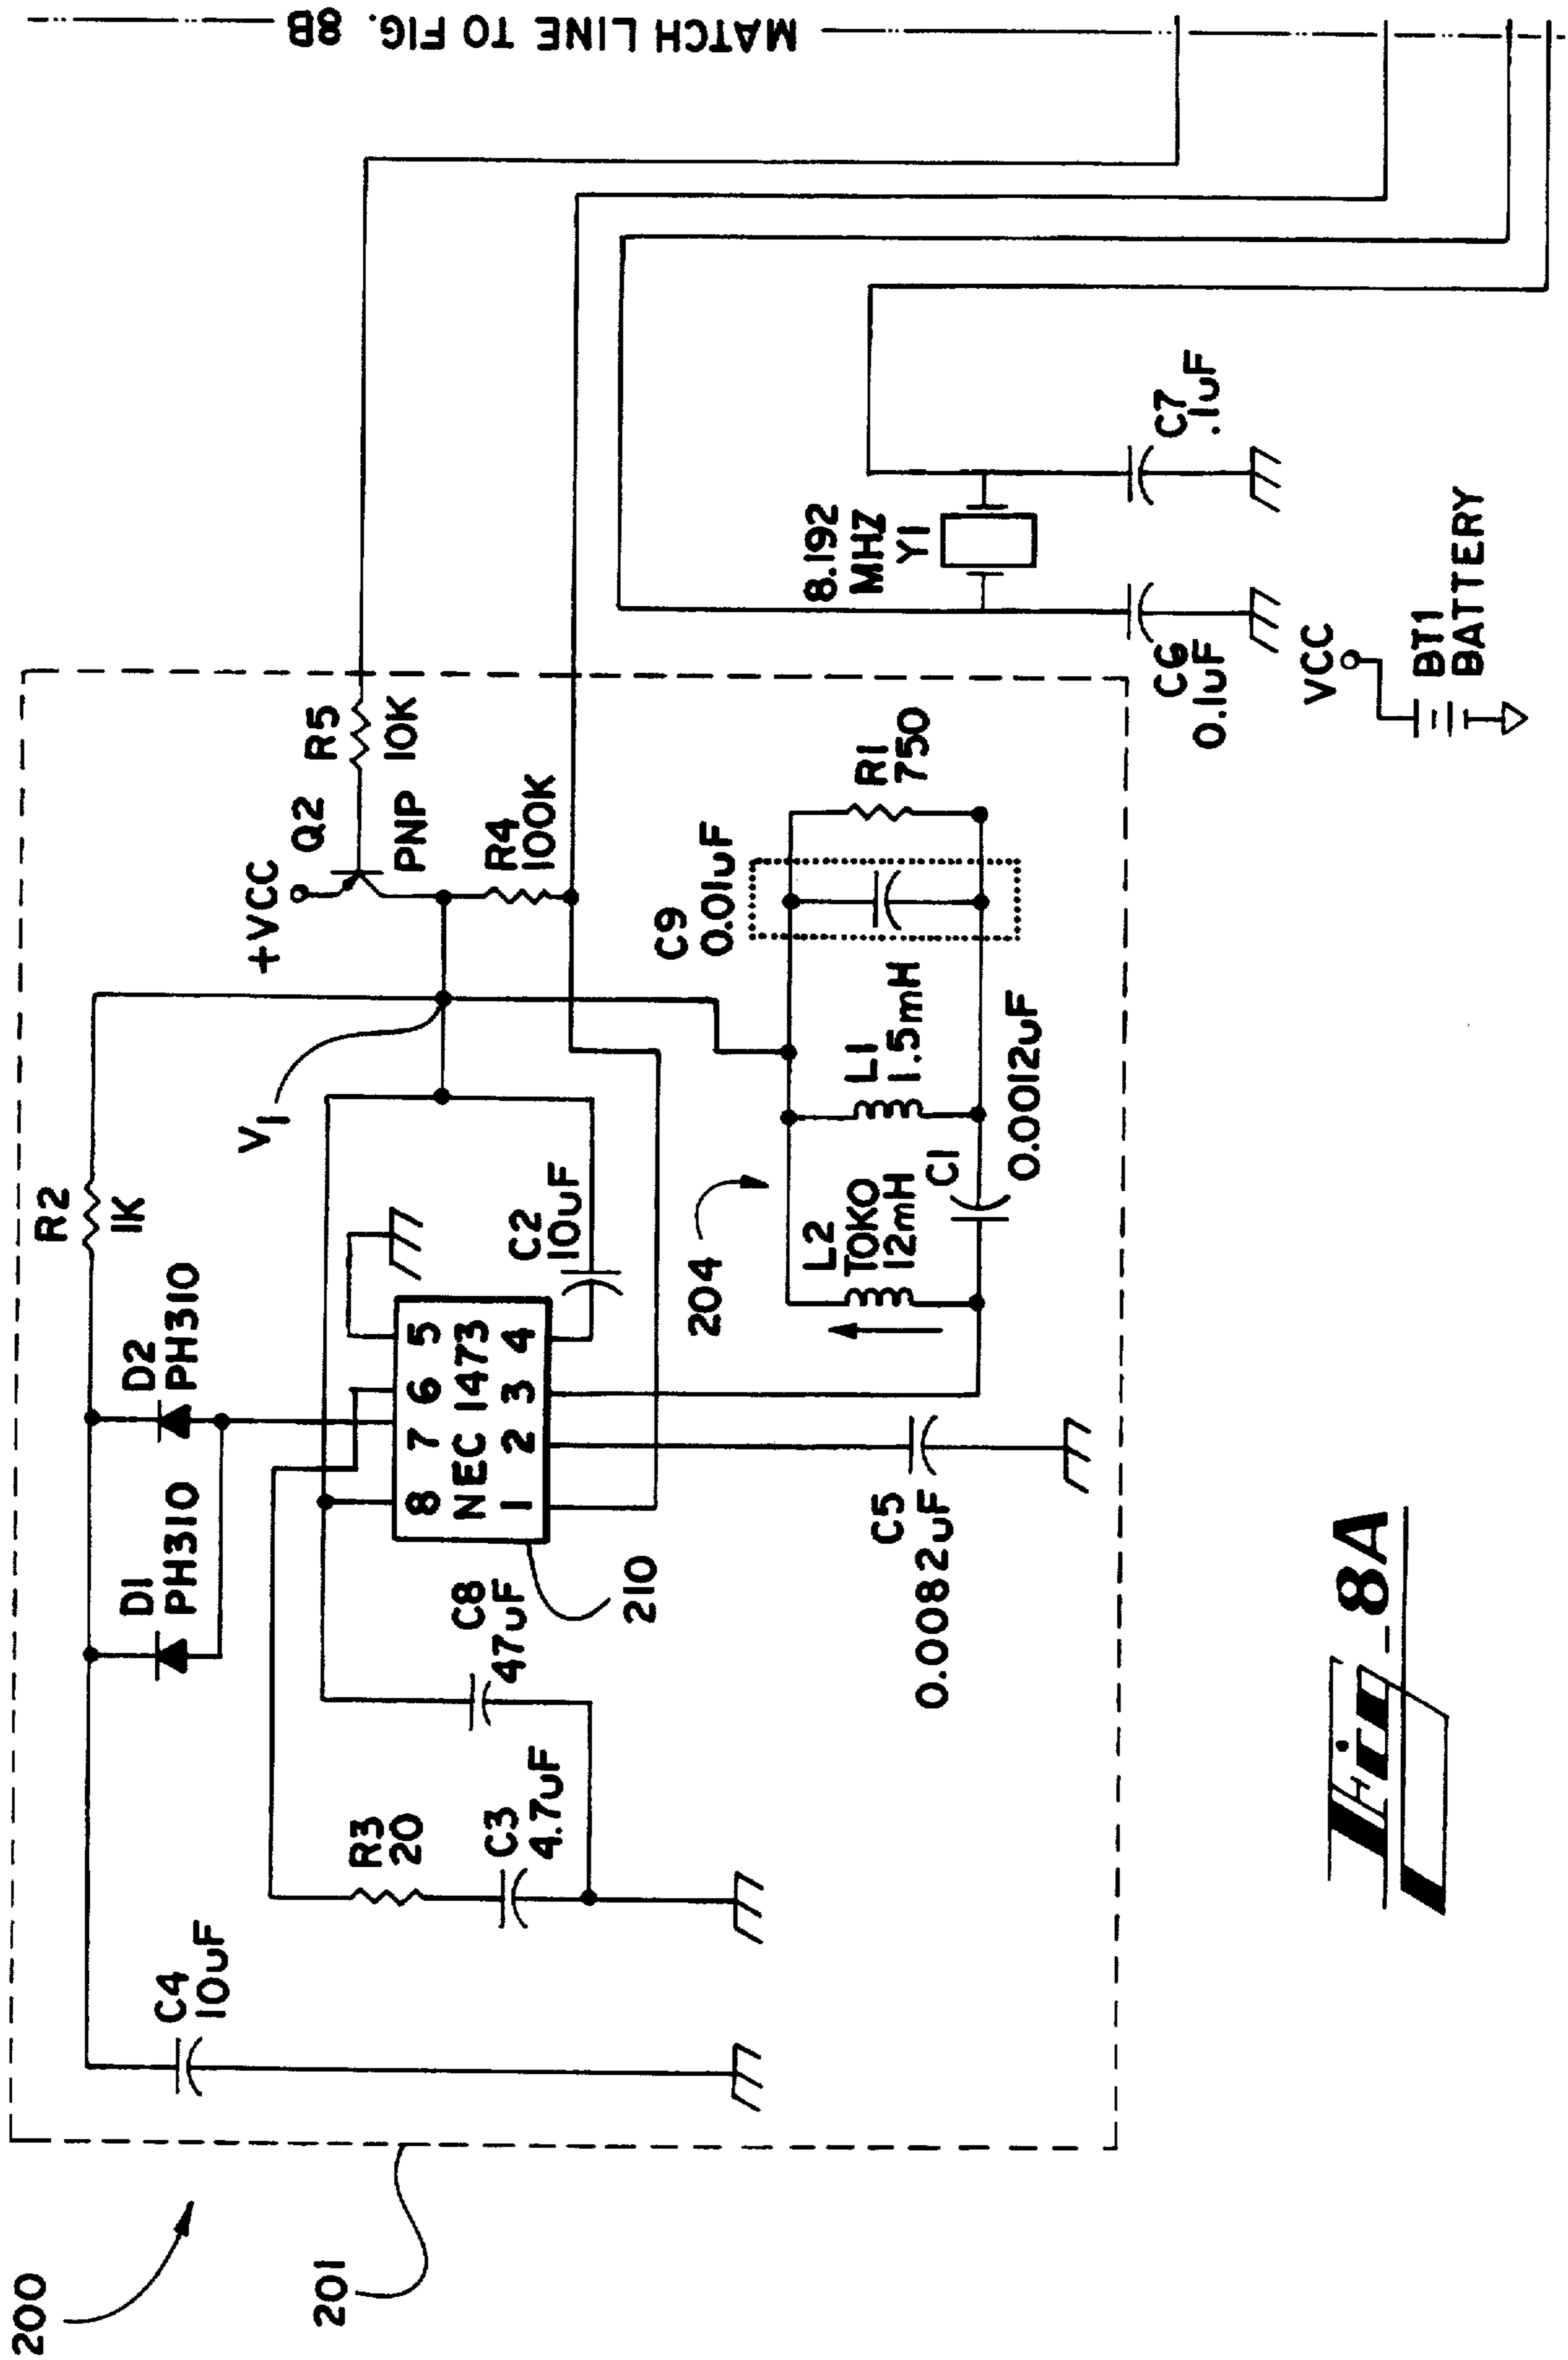 200
201
C4
10uF
R3
20
C3
4.7uF
C8
47uF
D1
PH310
D2
PH310
R2
1K
V1
+VCC
Q2
PNP
R5
10K
R4
100K
8 7 6 5
NEC 1473
1 2 3 4
210
C2
10uF
C5
0.0082uF
204
L2
TOKO
12mH
C1
0.0012uF
L1
1.5mH
C9
0.01uF
R1
750
8.192
MHZ
Y1
C6
0.1uF
C7
.1uF
VCC
BT1
BATTERY
MATCH LINE TO FIG. 8B
Fig_8A